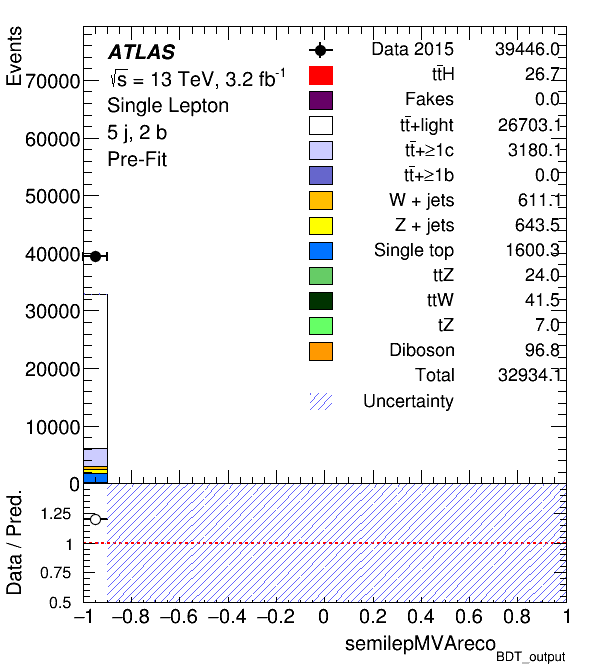 Events
ATLAS
√s = 13 TeV, 3.2 fb⁻¹
Single Lepton
5 j, 2 b
Pre-Fit
Data 2015 39446.0
tt̄H 26.7
Fakes 0.0
tt̄+light 26703.1
tt̄+≥1c 3180.1
tt̄+≥1b 0.0
W + jets 611.1
Z + jets 643.5
Single top 1600.3
ttZ 24.0
ttW 41.5
tZ 7.0
Diboson 96.8
Total 32934.1
Uncertainty
70000
60000
50000
40000
30000
20000
10000
0
Data / Pred.
1.25
1
0.75
0.5
−1 −0.8 −0.6 −0.4 −0.2 0 0.2 0.4 0.6 0.8 1
semilepMVAreco_BDT_output